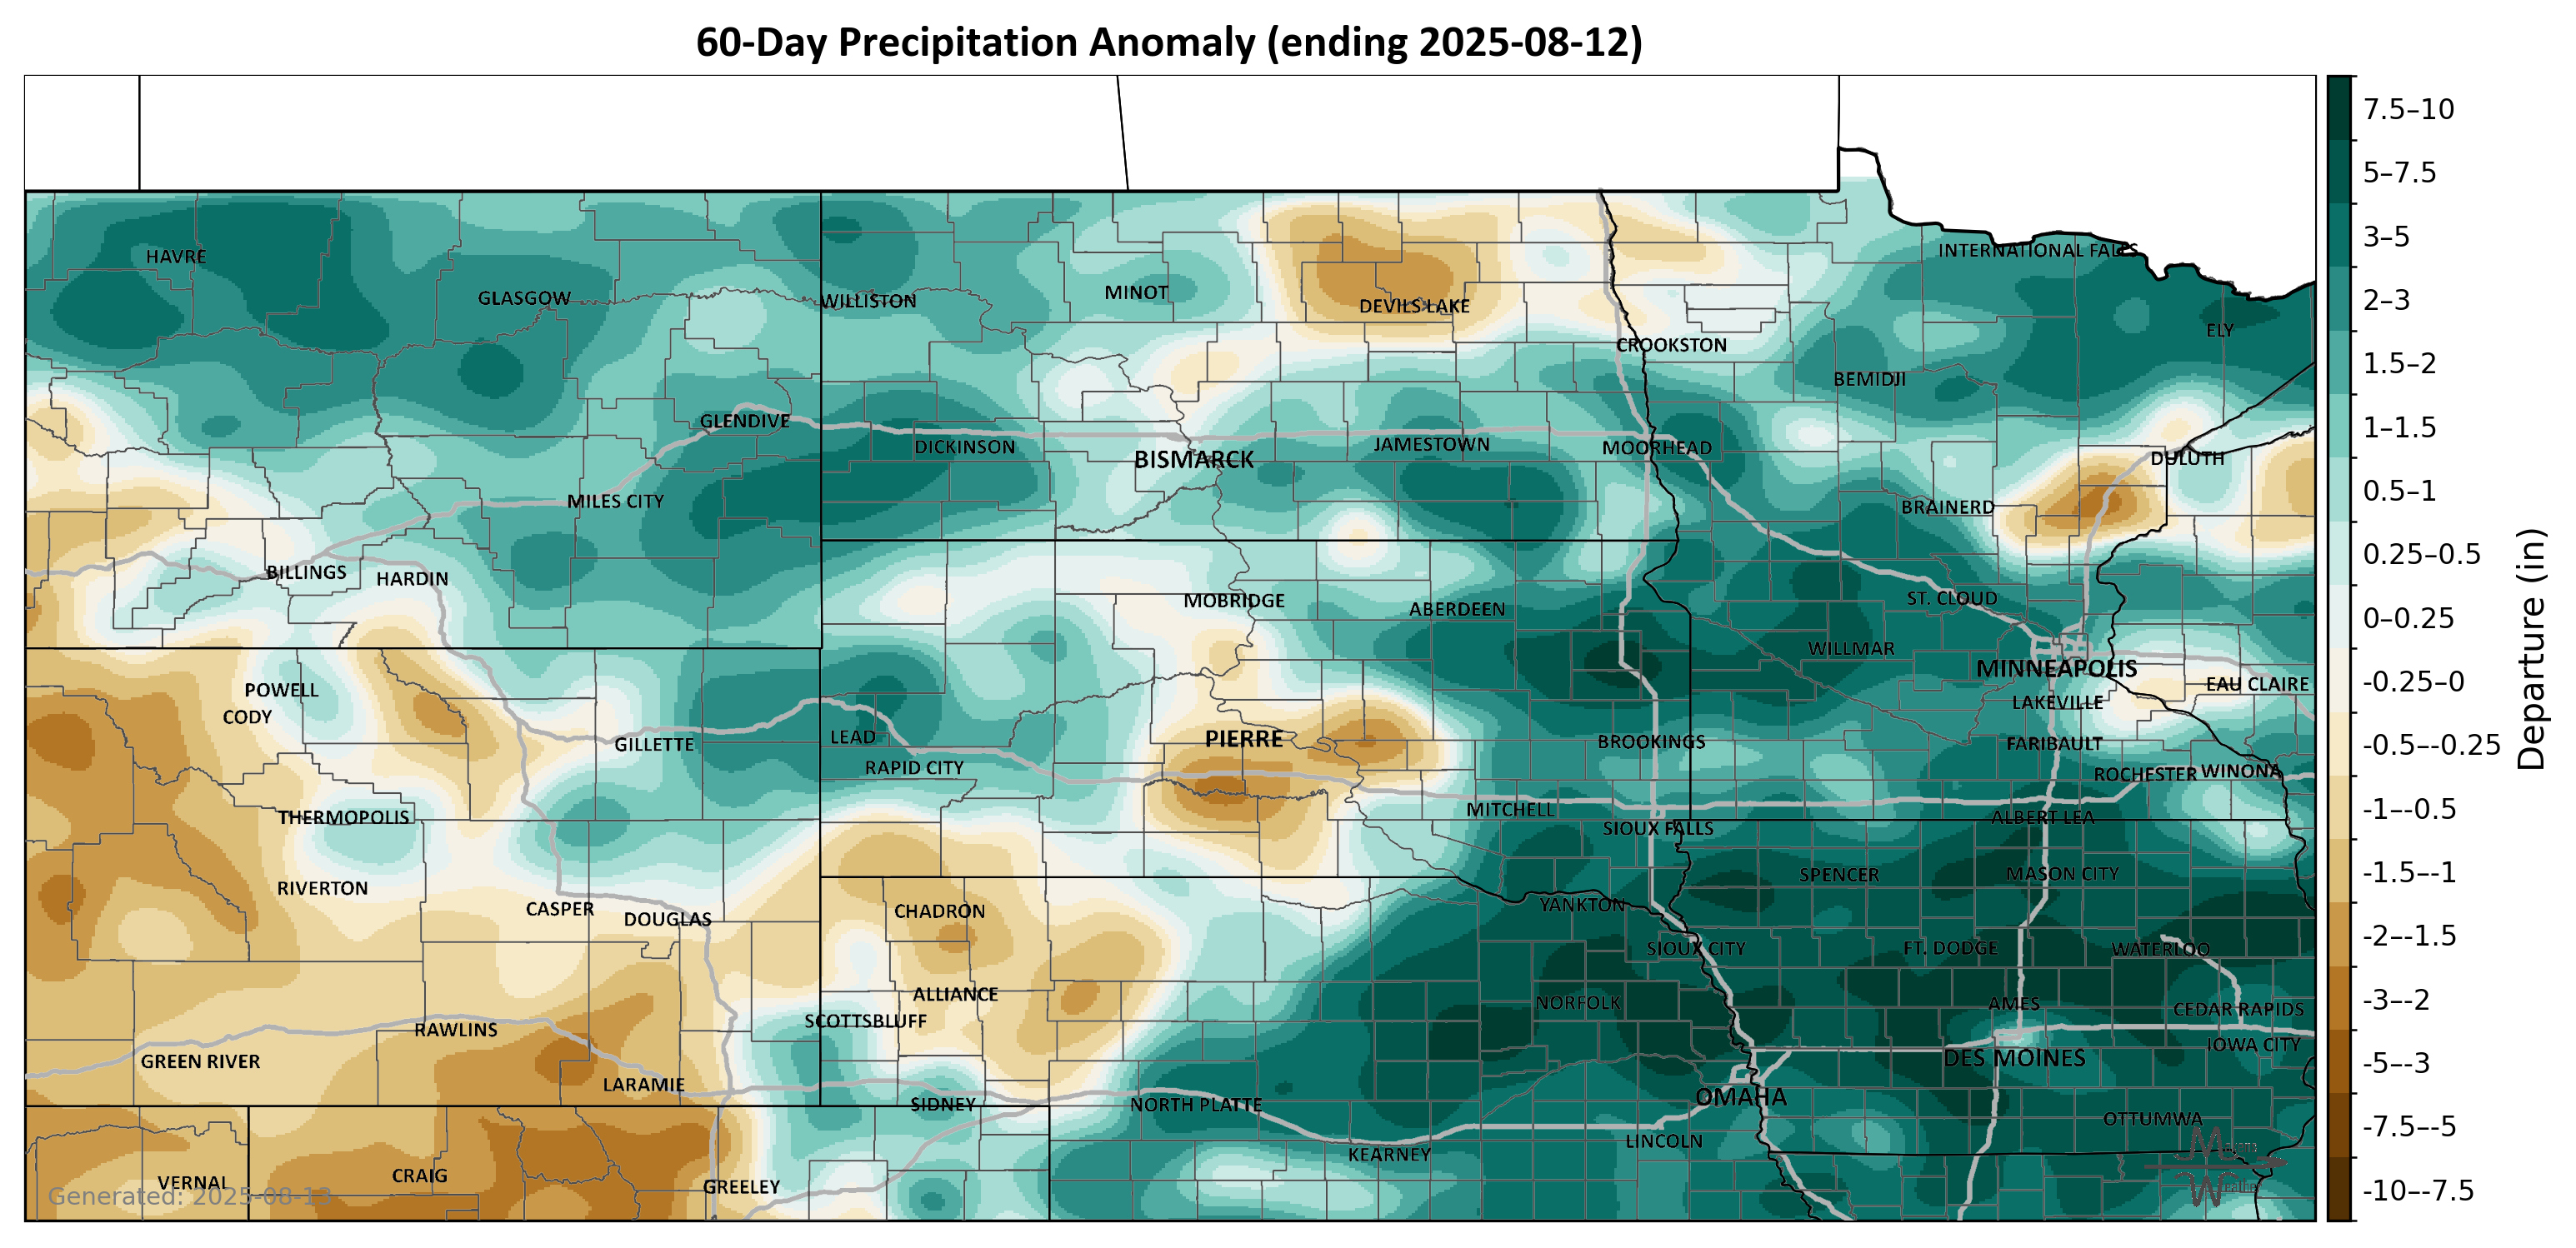 60-Day Precipitation Anomaly (ending 2025-08-12)
7.5–10
5–7.5
3–5
2–3
1.5–2
1–1.5
0.5–1
0.25–0.5
0–0.25
-0.25–0
-0.5–-0.25
-1–-0.5
-1.5–-1
-2–-1.5
-3–-2
-5–-3
-7.5–-5
-10–-7.5
Departure (in)
HAVRE
INTERNATIONAL FALLS
GLASGOW
WILLISTON
MINOT
DEVILS LAKE
ELY
CROOKSTON
BEMIDJI
GLENDIVE
DICKINSON
BISMARCK
JAMESTOWN
MOORHEAD
DULUTH
MILES CITY
BRAINERD
BILLINGS
HARDIN
MOBRIDGE
ABERDEEN
ST. CLOUD
WILLMAR
MINNEAPOLIS
POWELL
EAU CLAIRE
CODY
LAKEVILLE
GILLETTE
LEAD
PIERRE
BROOKINGS
FARIBAULT
RAPID CITY
ROCHESTER
WINONA
THERMOPOLIS
MITCHELL
SIOUX FALLS
ALBERT LEA
RIVERTON
SPENCER
MASON CITY
CASPER
DOUGLAS
CHADRON
YANKTON
SIOUX CITY
FT. DODGE
WATERLOO
ALLIANCE
NORFOLK
AMES
CEDAR RAPIDS
SCOTTSBLUFF
RAWLINS
IOWA CITY
GREEN RIVER
DES MOINES
LARAMIE
SIDNEY
NORTH PLATTE
OMAHA
OTTUMWA
LINCOLN
KEARNEY
CRAIG
VERNAL
GREELEY
Generated: 2025-08-13